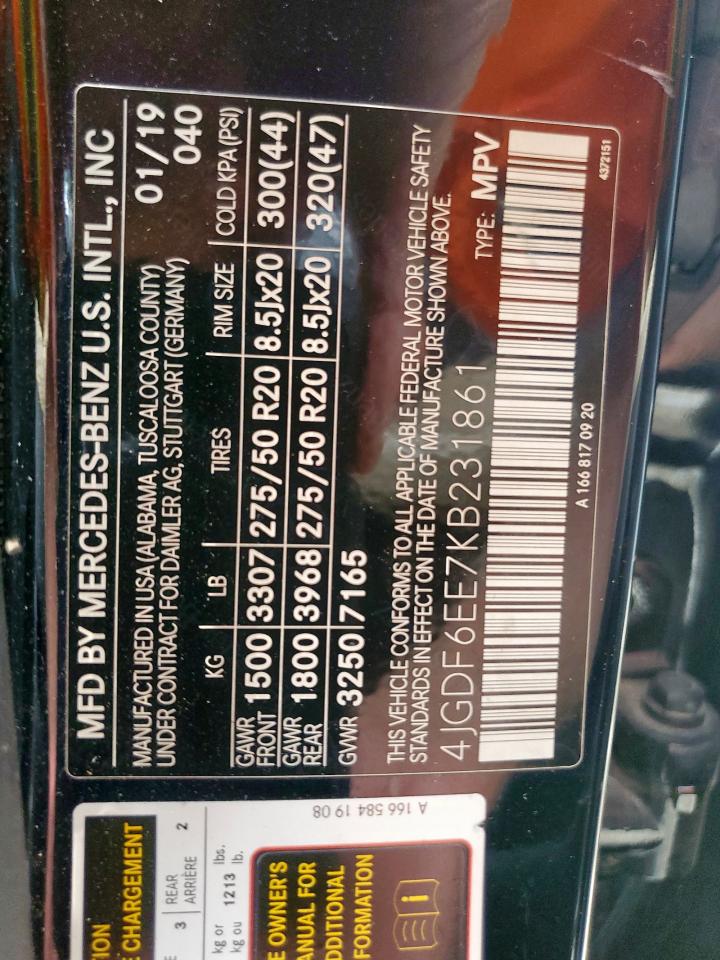 MFD BY MERCEDES-BENZ U.S. INTL., INC
MANUFACTURED IN USA (ALABAMA, TUSCALOOSA COUNTY) 01/19
UNDER CONTRACT FOR DAIMLER AG, STUTTGART (GERMANY) 040
KG LB TIRES RIM SIZE COLD KPA (PSI)
GAWR FRONT 1500 3307 275/50 R20 8.5Jx20 300(44)
GAWR REAR 1800 3968 275/50 R20 8.5Jx20 320(47)
GVWR 3250 7165
THIS VEHICLE CONFORMS TO ALL APPLICABLE FEDERAL MOTOR VEHICLE SAFETY
STANDARDS IN EFFECT ON THE DATE OF MANUFACTURE SHOWN ABOVE.
4JGDF6EE7KB231861 TYPE: MPV
A 166 817 09 20
4372151
CHARGEMENT
3 REAR 2
ARRIÈRE
kg or lbs.
kg ou 1213 lb.
A 166 584 19 08
OWNER'S
FOR